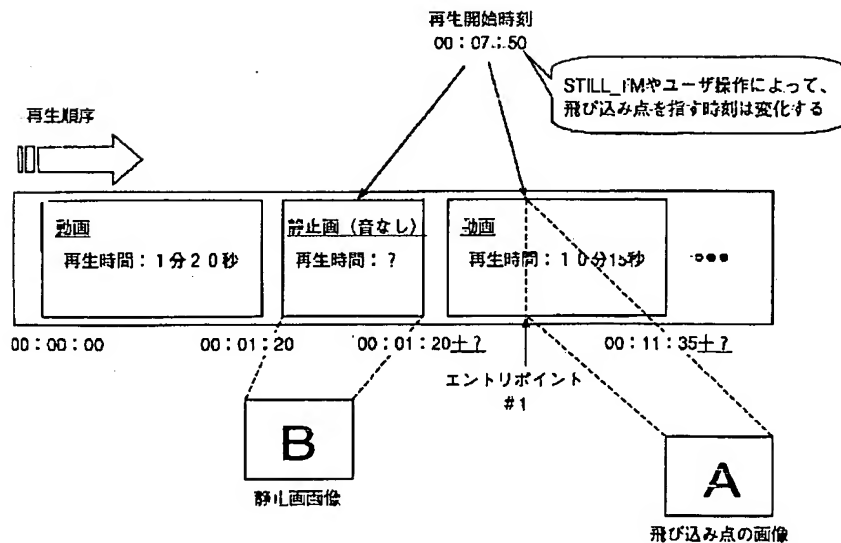 再生開始時刻
00：07：50
STILL_TMやユーザ操作によって、
飛び込み点を指す時刻は変化する
再生順序
動画
再生時間：1分20秒
静止画（音なし）
再生時間：？
動画
再生時間：10分15秒
●●●
00：00：00
00：01：20
00：01：20＋？
00：11：35＋？
エントリポイント
#1
B
静止画画像
A
飛び込み点の画像